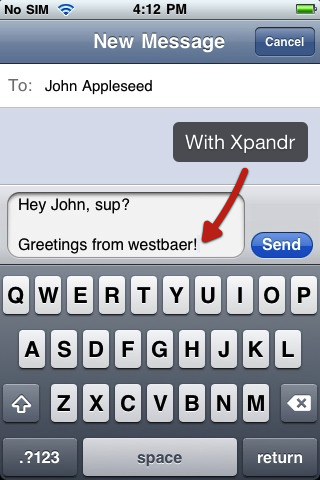 No SIM 4:12 PM
New Message Cancel
To: John Appleseed
With Xpandr
Hey John, sup?
Greetings from westbaer!
Send
Q W E R T Y U I O P
A S D F G H J K L
Z X C V B N M
.?123 space return